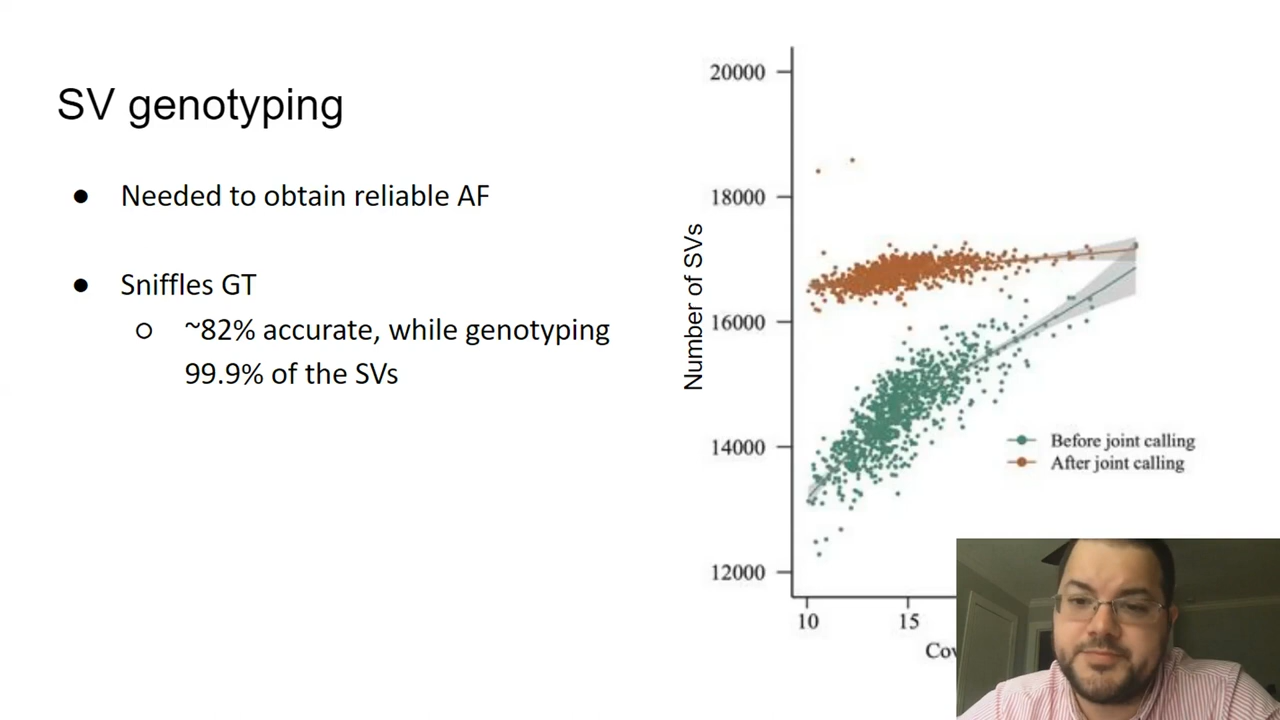 SV genotyping
● Needed to obtain reliable AF
● Sniffles GT
○ ~82% accurate, while genotyping
99.9% of the SVs
Number of SVs
20000
18000
16000
14000
12000
10
15
Before joint calling
After joint calling